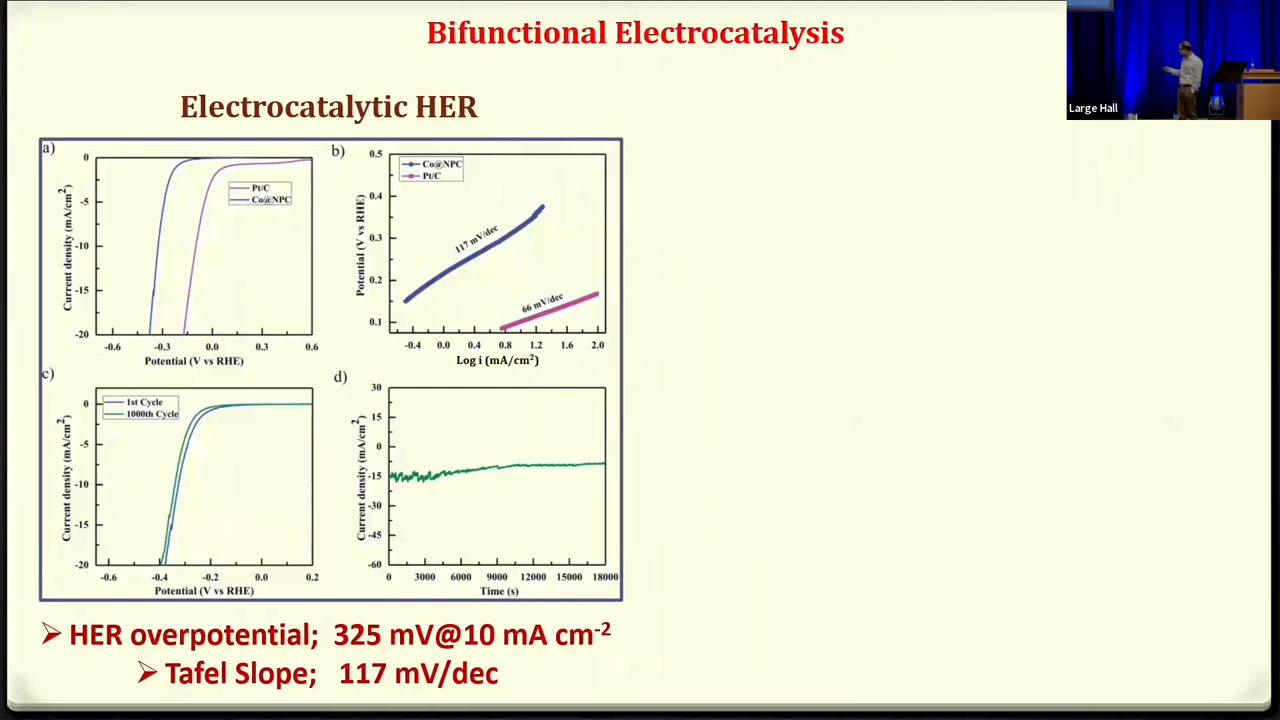 Bifunctional Electrocatalysis
Large Hall
Electrocatalytic HER
a)
0
-5
-10
-15
-20
Current density (mA/cm²)
Pt/C
Co@NPC
-0.6
-0.3
0.0
0.3
0.6
Potential (V vs RHE)
b)
0.5
0.4
0.3
0.2
0.1
Potential (V vs RHE)
Co@NPC
Pt/C
117 mV/dec
66 mV/dec
-0.4
0.0
0.4
0.8
1.2
1.6
2.0
Log i (mA/cm²)
c)
0
-5
-10
-15
-20
Current density (mA/cm²)
1st Cycle
1000th Cycle
-0.6
-0.4
-0.2
0.0
0.2
Potential (V vs RHE)
d)
30
15
0
-15
-30
-45
-60
Current density (mA/cm²)
0
3000
6000
9000
12000
15000
18000
Time (s)
➢ HER overpotential; 325 mV@10 mA cm⁻²
➢ Tafel Slope; 117 mV/dec